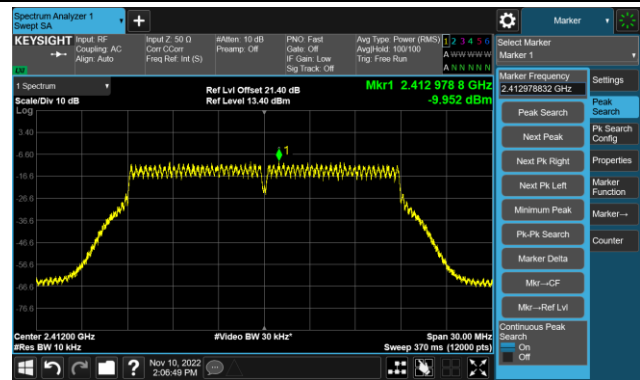 Spectrum Analyzer 1
Swept SA
Marker
KEYSIGHT
Input: RF
Coupling: AC
Align: Auto
Input Z: 50 Ω
Corr CCorr
Freq Ref: Int (S)
#Atten: 10 dB
Preamp: Off
PNO: Fast
Gate: Off
IF Gain: Low
Sig Track: Off
Avg Type: Power (RMS)
Avg|Hold: 100/100
Trig: Free Run
1 2 3 4 5 6
A W W W W W
A N N N N N
LXI
Select Marker
Marker 1
1 Spectrum
Scale/Div 10 dB
Log
Ref Lvl Offset 21.40 dB
Ref Level 13.40 dBm
Mkr1 2.412 978 8 GHz
-9.952 dBm
3.40
-6.60
-16.6
-26.6
-36.6
-46.6
-56.6
-66.6
-76.6
1
Center 2.41200 GHz
#Res BW 10 kHz
#Video BW 30 kHz*
Span 30.00 MHz
Sweep 370 ms (12000 pts)
Marker Frequency
2.412978832 GHz
Peak Search
Next Peak
Next Pk Right
Next Pk Left
Minimum Peak
Pk-Pk Search
Marker Delta
Mkr→CF
Mkr→Ref Lvl
Continuous Peak
Search
On
Off
Settings
Peak
Search
Pk Search
Config
Properties
Marker
Function
Marker→
Counter
?
Nov 10, 2022
2:06:49 PM